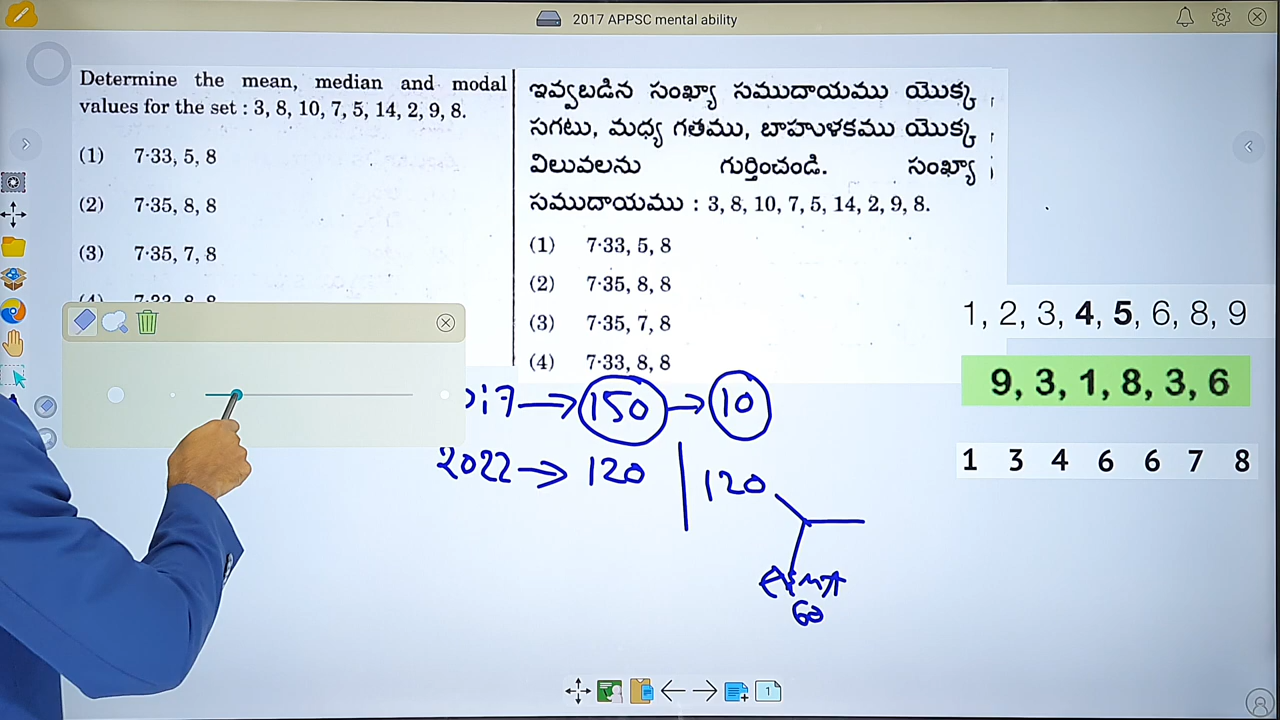 2017 APPSC mental ability
Determine the mean, median and modal
values for the set : 3, 8, 10, 7, 5, 14, 2, 9, 8.
(1) 7·33, 5, 8
(2) 7·35, 8, 8
(3) 7·35, 7, 8
ఇవ్వబడిన సంఖ్యా సముదాయము యొక్క
సగటు, మధ్య గతము, బాహుళకము యొక్క
విలువలను గుర్తించండి. సంఖ్యా
సముదాయము : 3, 8, 10, 7, 5, 14, 2, 9, 8.
(1) 7·33, 5, 8
(2) 7·35, 8, 8
(3) 7·35, 7, 8
(4) 7·33, 8, 8
1, 2, 3, 4, 5, 6, 8, 9
9, 3, 1, 8, 3, 6
1 3 4 6 6 7 8
→ 150 → 10
2022 → 120 | 120
60
1